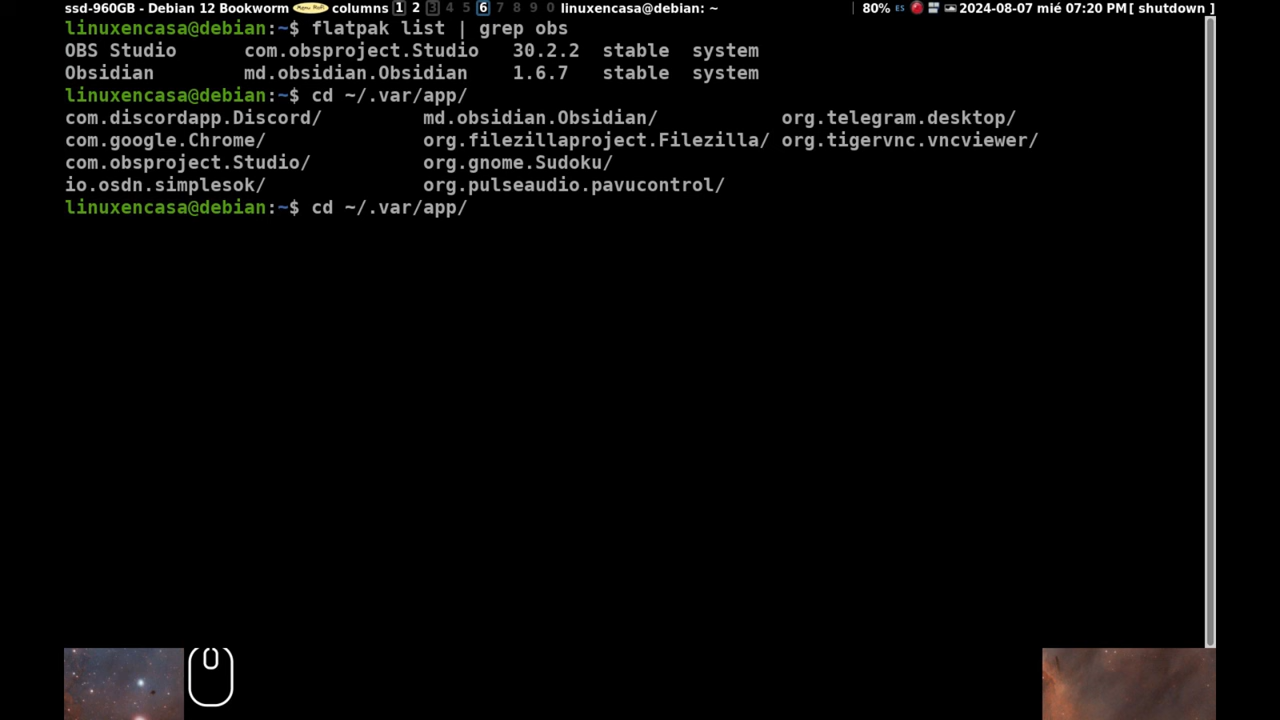 ssd-960GB - Debian 12 Bookworm Menu Root columns 1 2 3 4 5 6 7 8 9 0 linuxencasa@debian: ~ | 80% ES 2024-08-07 mié 07:20 PM [ shutdown ]
linuxencasa@debian:~$ flatpak list | grep obs
OBS Studio com.obsproject.Studio 30.2.2 stable system
Obsidian md.obsidian.Obsidian 1.6.7 stable system
linuxencasa@debian:~$ cd ~/.var/app/
com.discordapp.Discord/ md.obsidian.Obsidian/ org.telegram.desktop/
com.google.Chrome/ org.filezillaproject.Filezilla/ org.tigervnc.vncviewer/
com.obsproject.Studio/ org.gnome.Sudoku/
io.osdn.simplesok/ org.pulseaudio.pavucontrol/
linuxencasa@debian:~$ cd ~/.var/app/